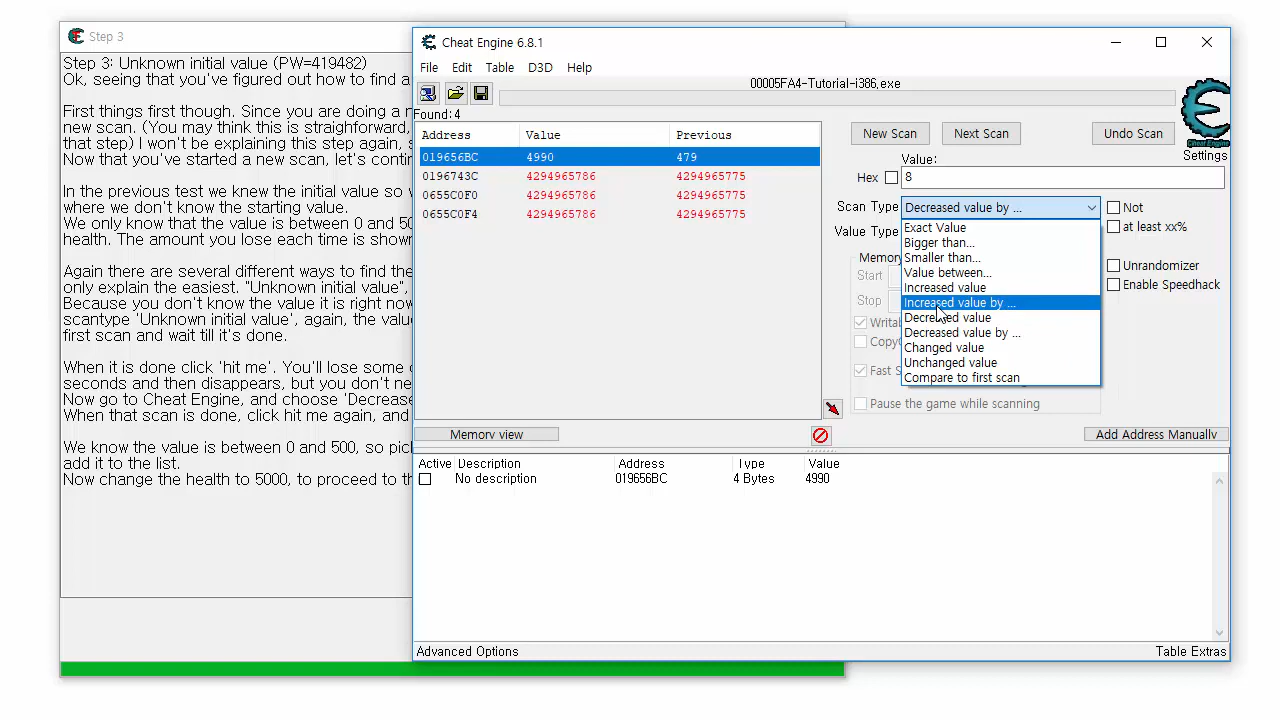 Step 3
Step 3: Unknown initial value (PW=419482)
Ok, seeing that you've figured out how to find a
First things first though. Since you are doing a
new scan. (You may think this is straighforward,
that step) I won't be explaining this step again,
Now that you've started a new scan, let's contin
In the previous test we knew the initial value so
where we don't know the starting value.
We only know that the value is between 0 and 50
health. The amount you lose each time is shown
Again there are several different ways to find the
only explain the easiest. "Unknown initial value",
Because you don't know the value it is right now
scantype 'Unknown initial value', again, the value
first scan and wait till it's done.
When it is done click 'hit me'. You'll lose some
seconds and then disappears, but you don't ne
Now go to Cheat Engine, and choose 'Decrease
When that scan is done, click hit me again, and
We know the value is between 0 and 500, so pic
add it to the list.
Now change the health to 5000, to proceed to th
Cheat Engine 6.8.1
File Edit Table D3D Help
00005FA4-Tutorial-i386.exe
Found:4
Address Value Previous
019656BC 4990 479
0196743C 4294965786 4294965775
0655C0F0 4294965786 4294965775
0655C0F4 4294965786 4294965775
New Scan Next Scan Undo Scan
Settings
Value:
Hex 8
Scan Type Decreased value by ... Not
Value Type
at least xx%
Exact Value
Bigger than...
Smaller than...
Value between...
Increased value
Increased value by ...
Decreased value
Decreased value by ...
Changed value
Unchanged value
Compare to first scan
Memory
Start
Stop
Writa
Copy
Fast S
Pause the game while scanning
Unrandomizer
Enable Speedhack
Memory view
Add Address Manually
Active Description Address Type Value
No description 019656BC 4 Bytes 4990
Advanced Options
Table Extras